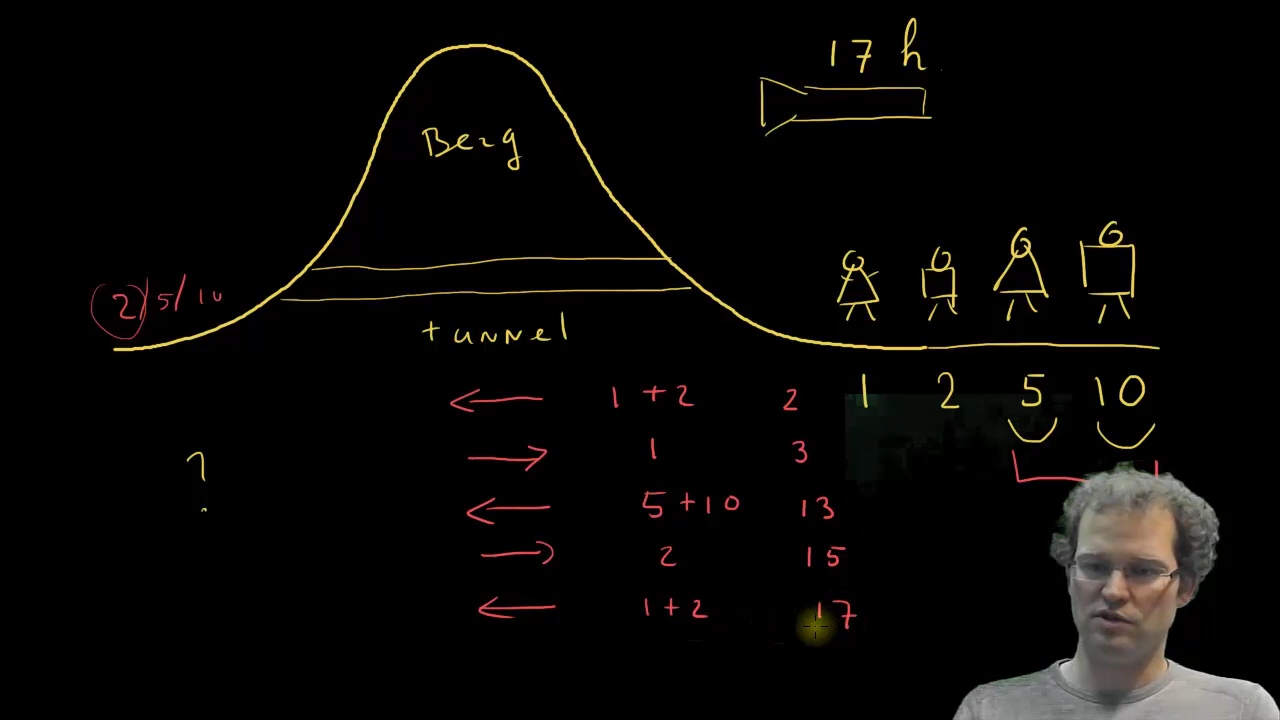 17 h
Berg
2/5/10
tunnel
1 2 5 10
← 1+2 2
→ 1 3
? ← 5+10 13
→ 2 15
← 1+2 17